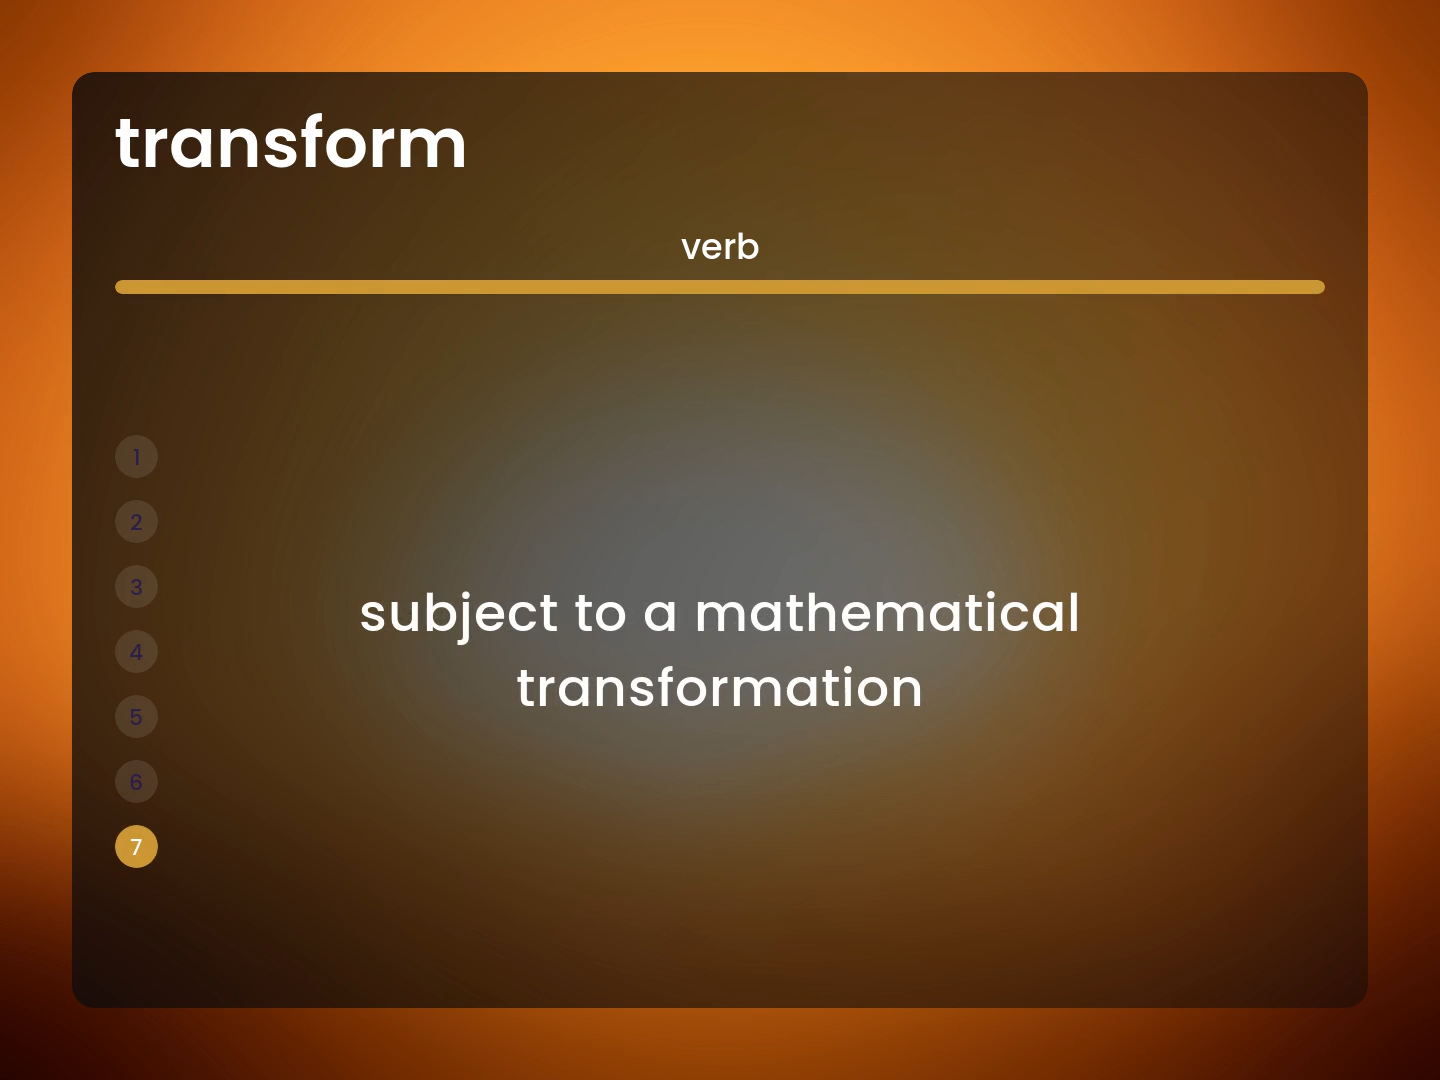 transform
verb
1
2
3
4
5
6
7
subject to a mathematical
transformation